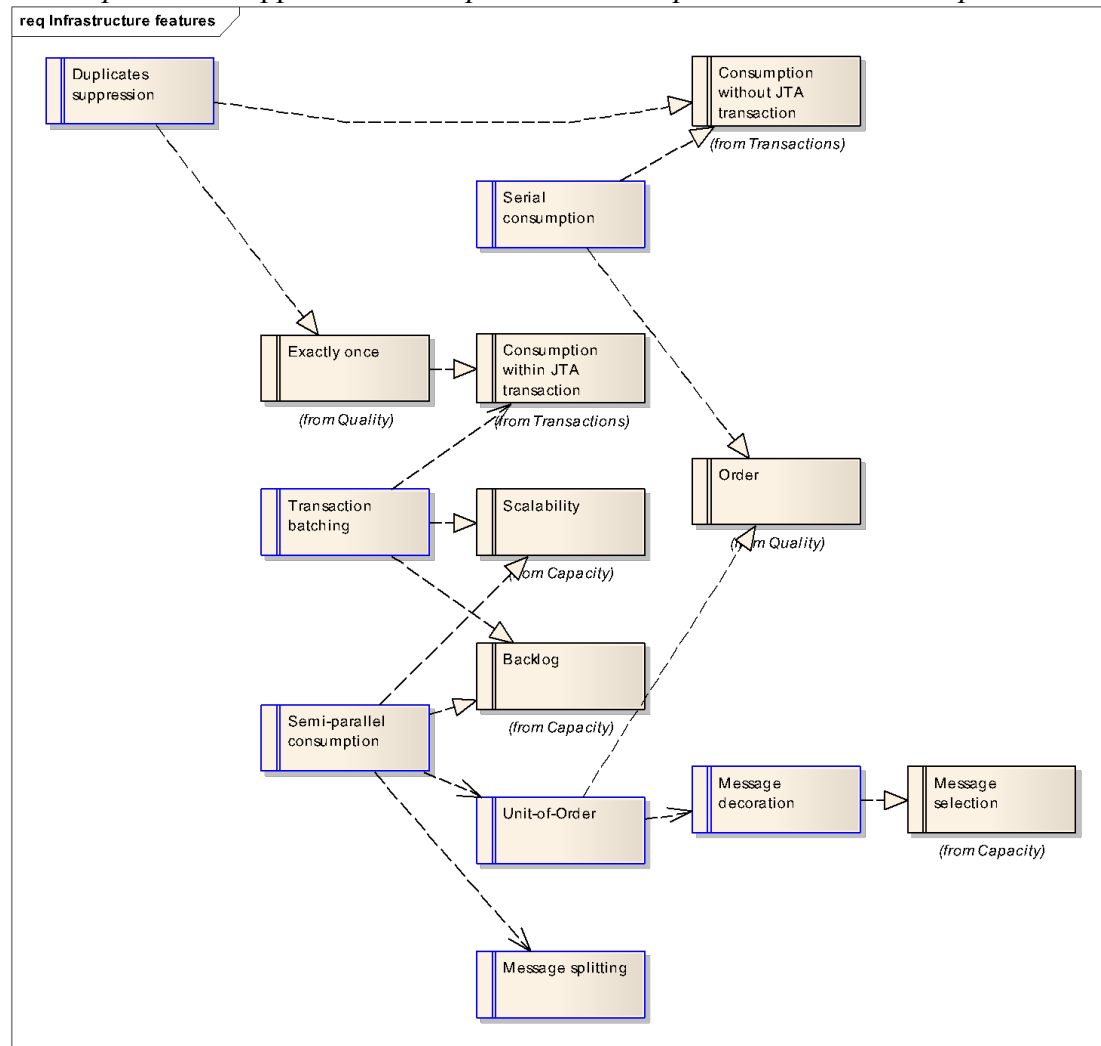 req Infrastructure features
Duplicates
suppression
Consumption
without JTA
transaction
(from Transactions)
Serial
consumption
Exactly once
(from Quality)
Consumption
within JTA
transaction
(from Transactions)
Order
(from Quality)
Transaction
batching
Scalability
(from Capacity)
Backlog
(from Capacity)
Semi-parallel
consumption
Unit-of-Order
Message
decoration
Message
selection
(from Capacity)
Message splitting